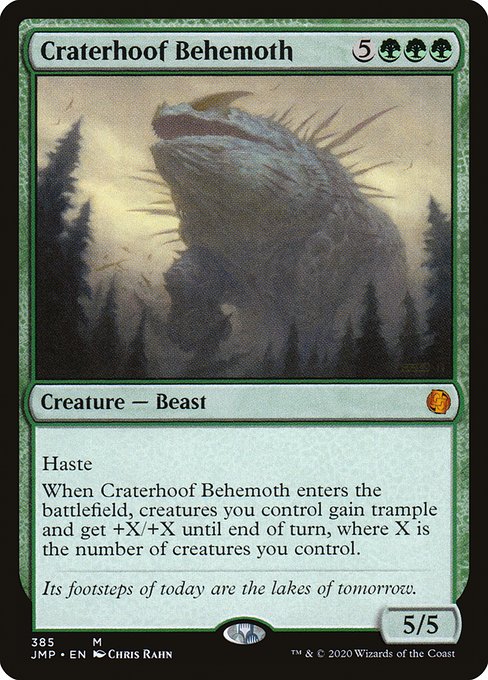 Craterhoof Behemoth 5
Creature — Beast
Haste
When Craterhoof Behemoth enters the
battlefield, creatures you control gain trample
and get +X/+X until end of turn, where X is
the number of creatures you control.
Its footsteps of today are the lakes of tomorrow.
5/5
385 M
JMP • EN Chris Rahn
™ & © 2020 Wizards of the Coast